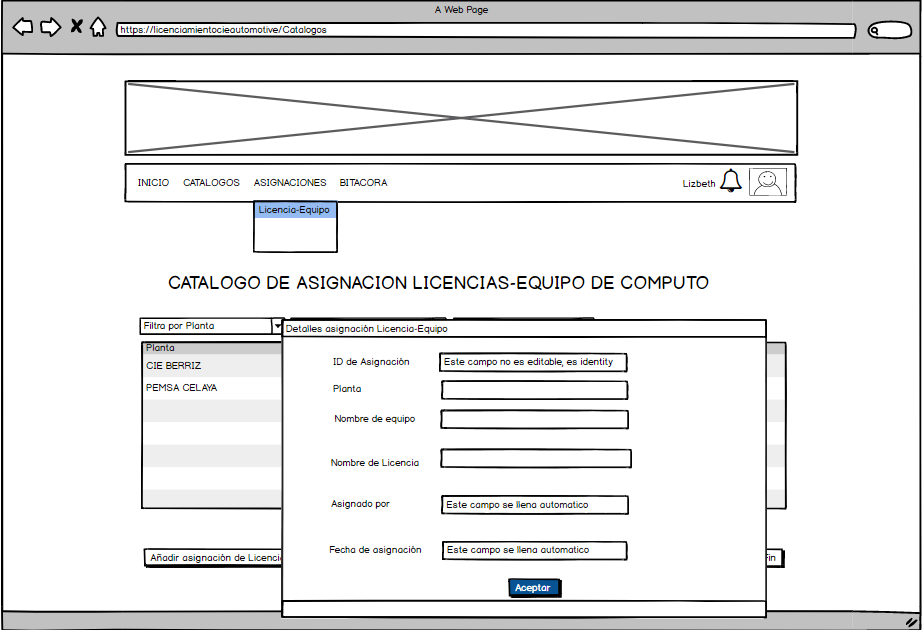 A Web Page
https://licenciamientocieautomotive/Catalogos
INICIO CATALOGOS ASIGNACIONES BITACORA Lizbeth
Licencia-Equipo
CATALOGO DE ASIGNACION LICENCIAS-EQUIPO DE COMPUTO
Filtra por Planta
Detalles asignación Licencia-Equipo
Planta
CIE BERRIZ
PEMSA CELAYA
ID de Asignación Este campo no es editable, es identity
Planta
Nombre de equipo
Nombre de Licencia
Asignado por Este campo se llena automatico
Fecha de asignación Este campo se llena automatico
Añadir asignación de Licenci
Fin
Aceptar